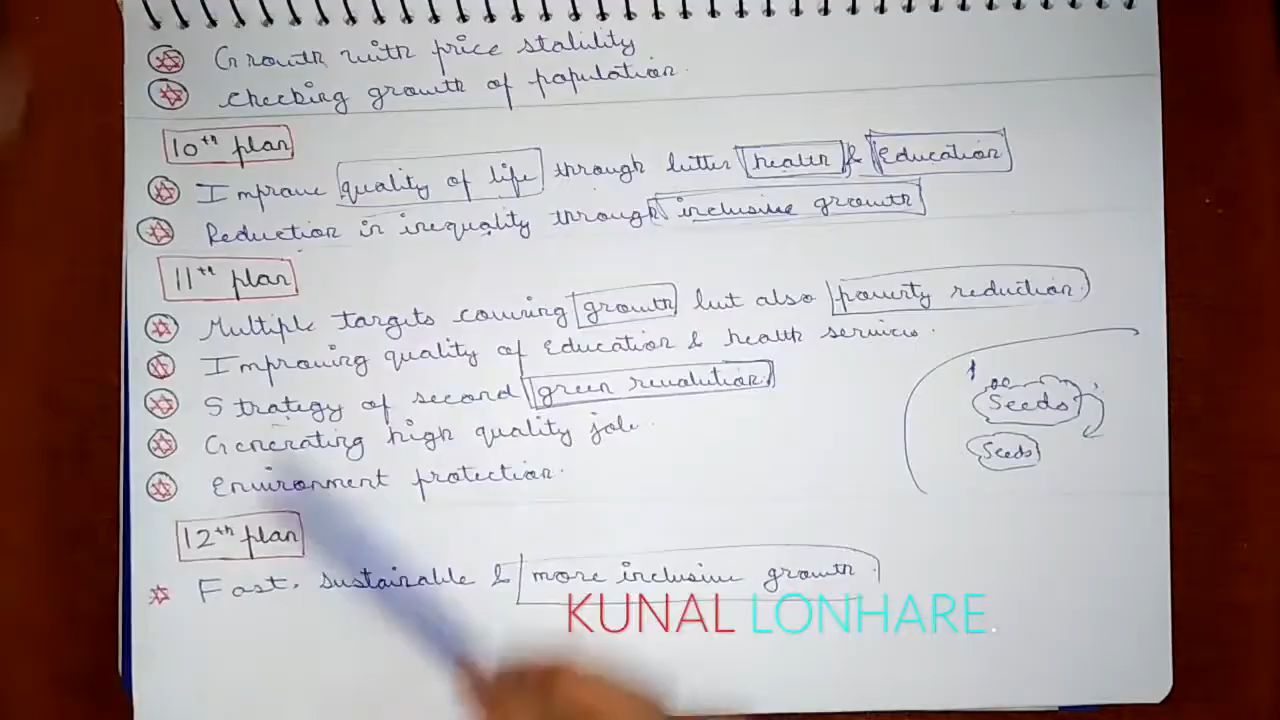 Growth with price stability
checking growth of population.
10th plan
Improve quality of life through better health & Education
Reduction in inequality through inclusive growth
11th plan
Multiple targets covering growth but also poverty reduction.
Improving quality of Education & health services.
Strategy of second green revolution
Generating high quality job.
Environment protection.
Seeds
Seeds
12th plan
Fast, sustainable & more inclusive growth.
KUNAL LONHARE.